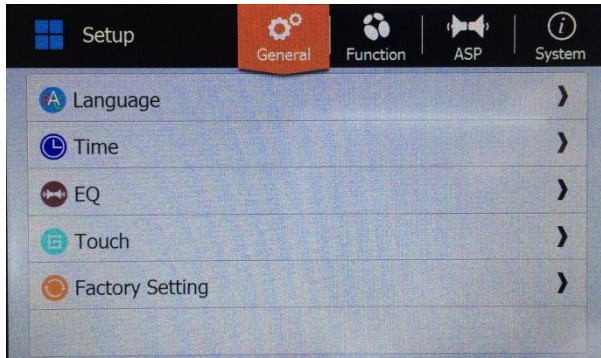 Setup
General
Function
ASP
System
Language
Time
EQ
Touch
Factory Setting